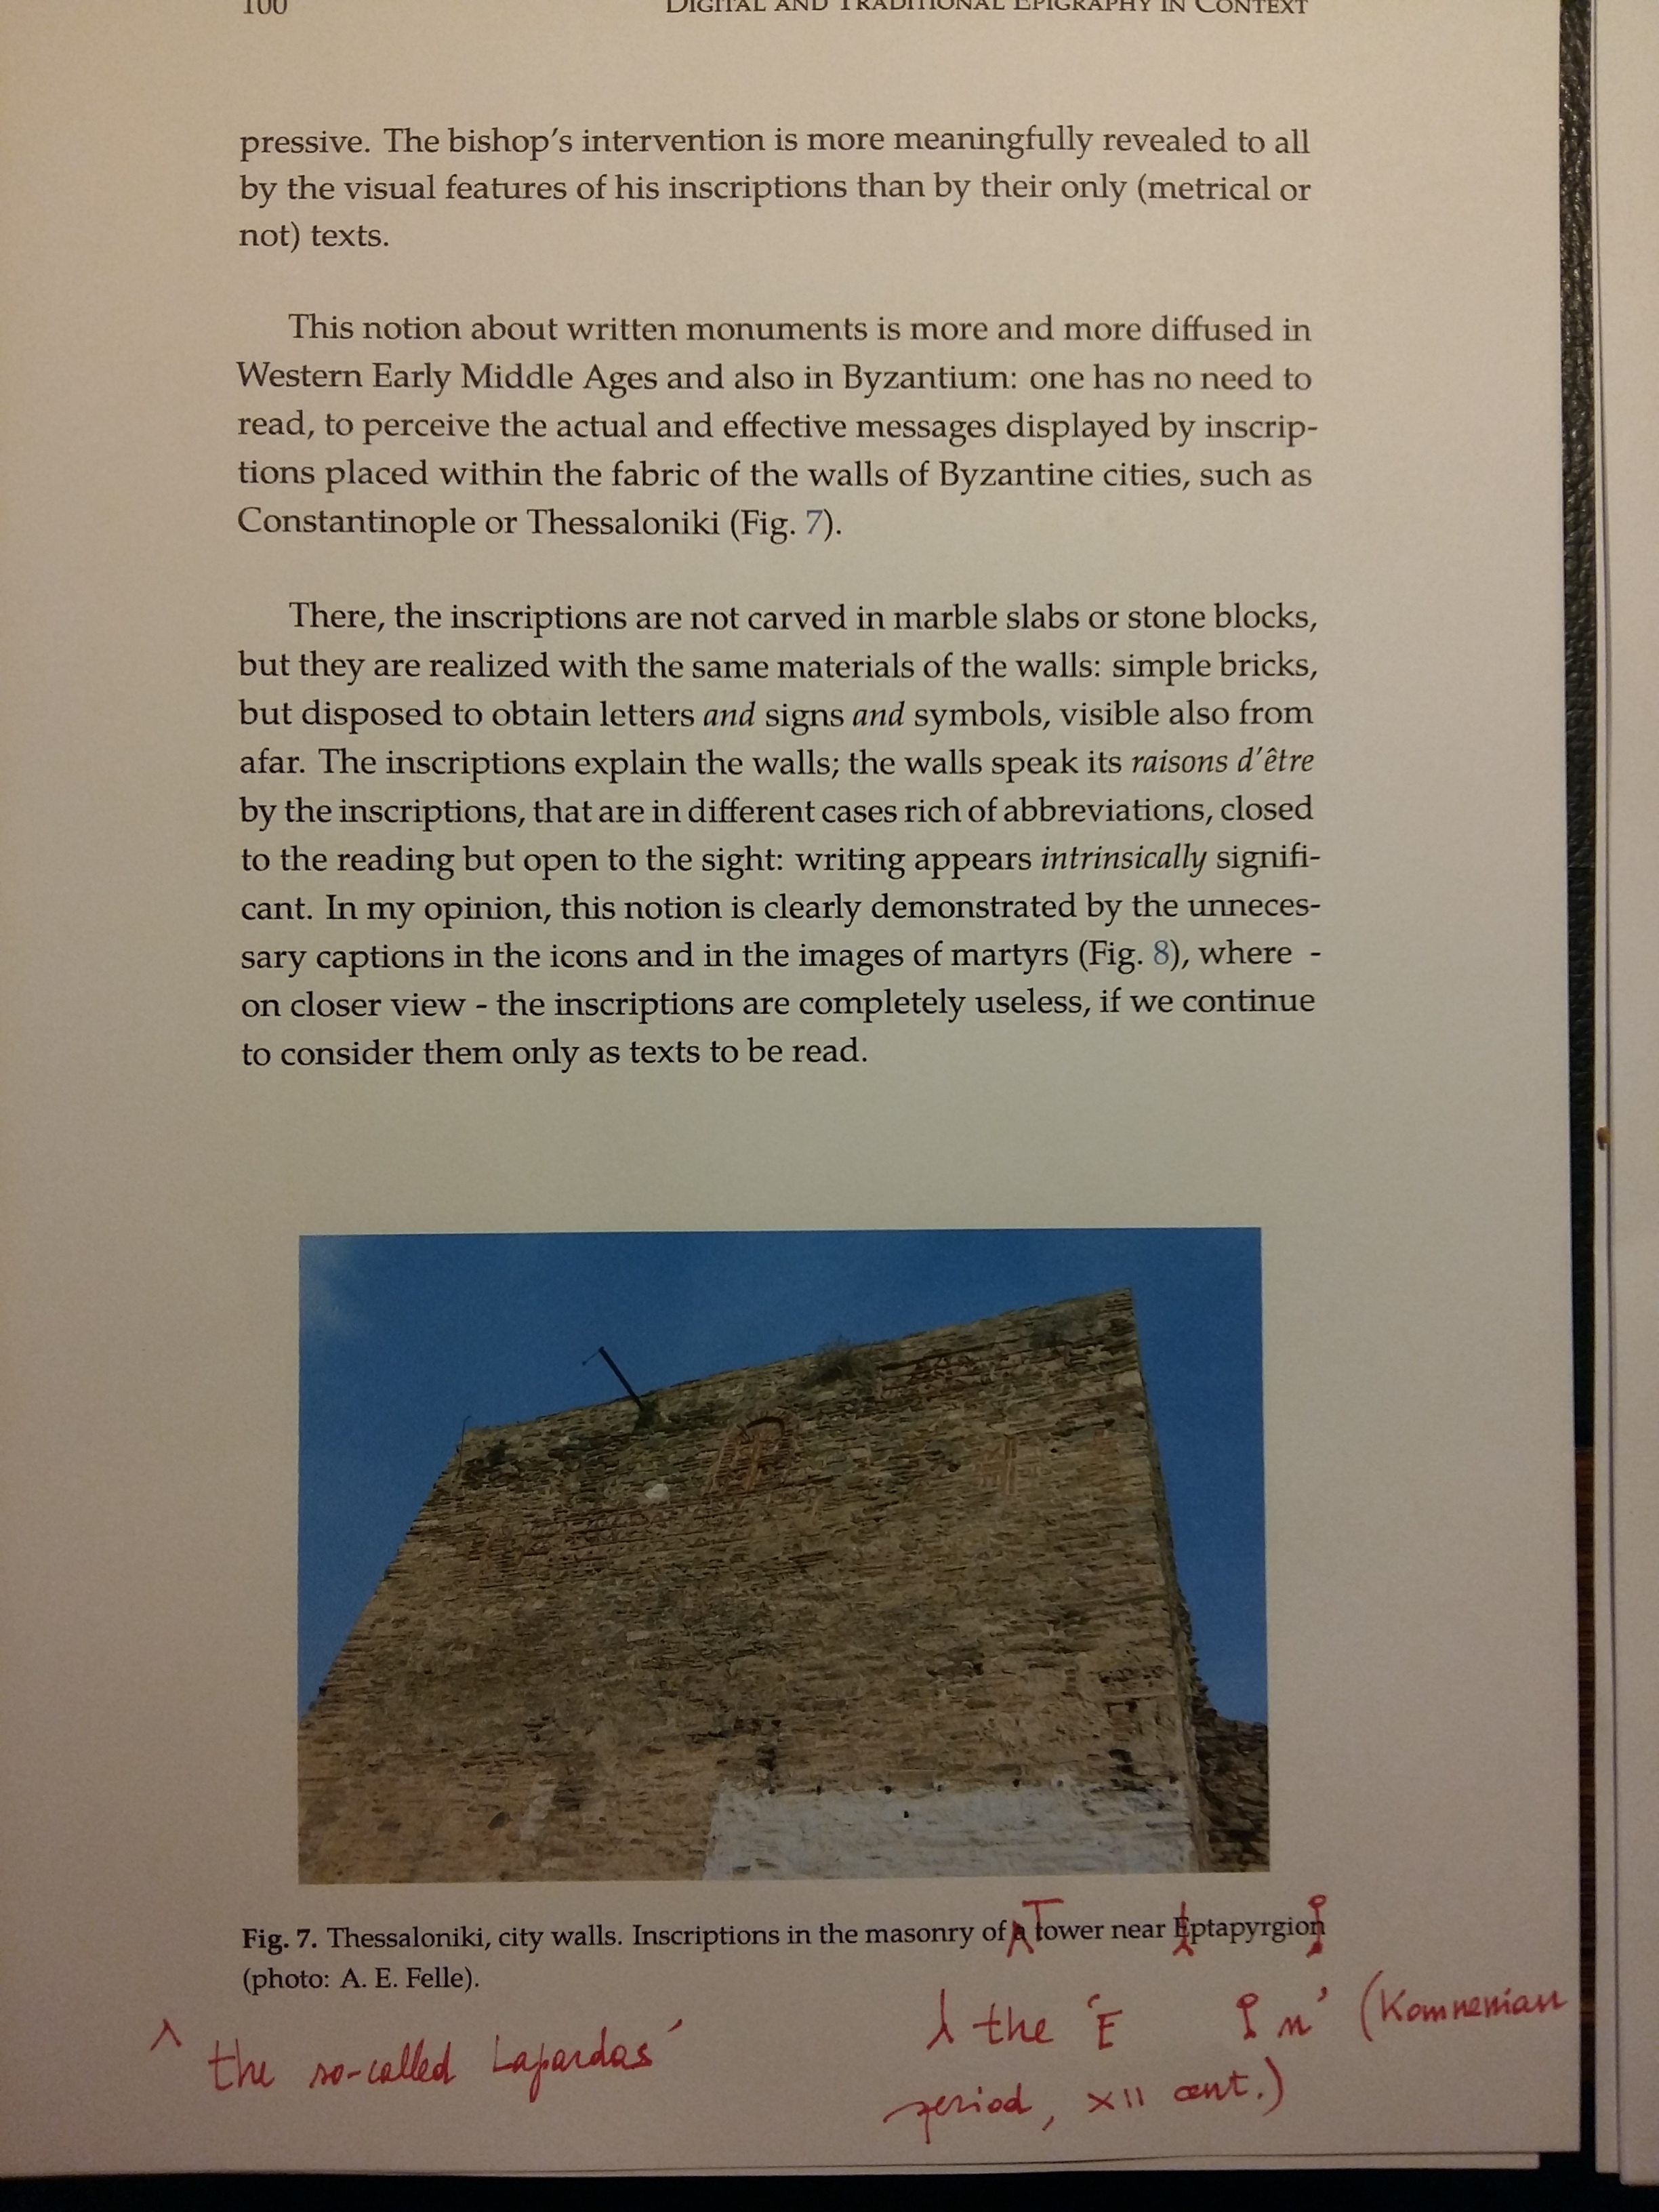 100 DIGITAL AND TRADITIONAL EPIGRAPHY IN CONTEXT
pressive. The bishop's intervention is more meaningfully revealed to all
by the visual features of his inscriptions than by their only (metrical or
not) texts.
This notion about written monuments is more and more diffused in
Western Early Middle Ages and also in Byzantium: one has no need to
read, to perceive the actual and effective messages displayed by inscrip-
tions placed within the fabric of the walls of Byzantine cities, such as
Constantinople or Thessaloniki (Fig. 7).
There, the inscriptions are not carved in marble slabs or stone blocks,
but they are realized with the same materials of the walls: simple bricks,
but disposed to obtain letters and signs and symbols, visible also from
afar. The inscriptions explain the walls; the walls speak its raisons d'être
by the inscriptions, that are in different cases rich of abbreviations, closed
to the reading but open to the sight: writing appears intrinsically signifi-
cant. In my opinion, this notion is clearly demonstrated by the unneces-
sary captions in the icons and in the images of martyrs (Fig. 8), where -
on closer view - the inscriptions are completely useless, if we continue
to consider them only as texts to be read.
Fig. 7. Thessaloniki, city walls. Inscriptions in the masonry of a tower near Eptapyrgion
(photo: A. E. Felle).
the 'E n' (Komnenian
the so-called Lapardas'
period, XII cent.)